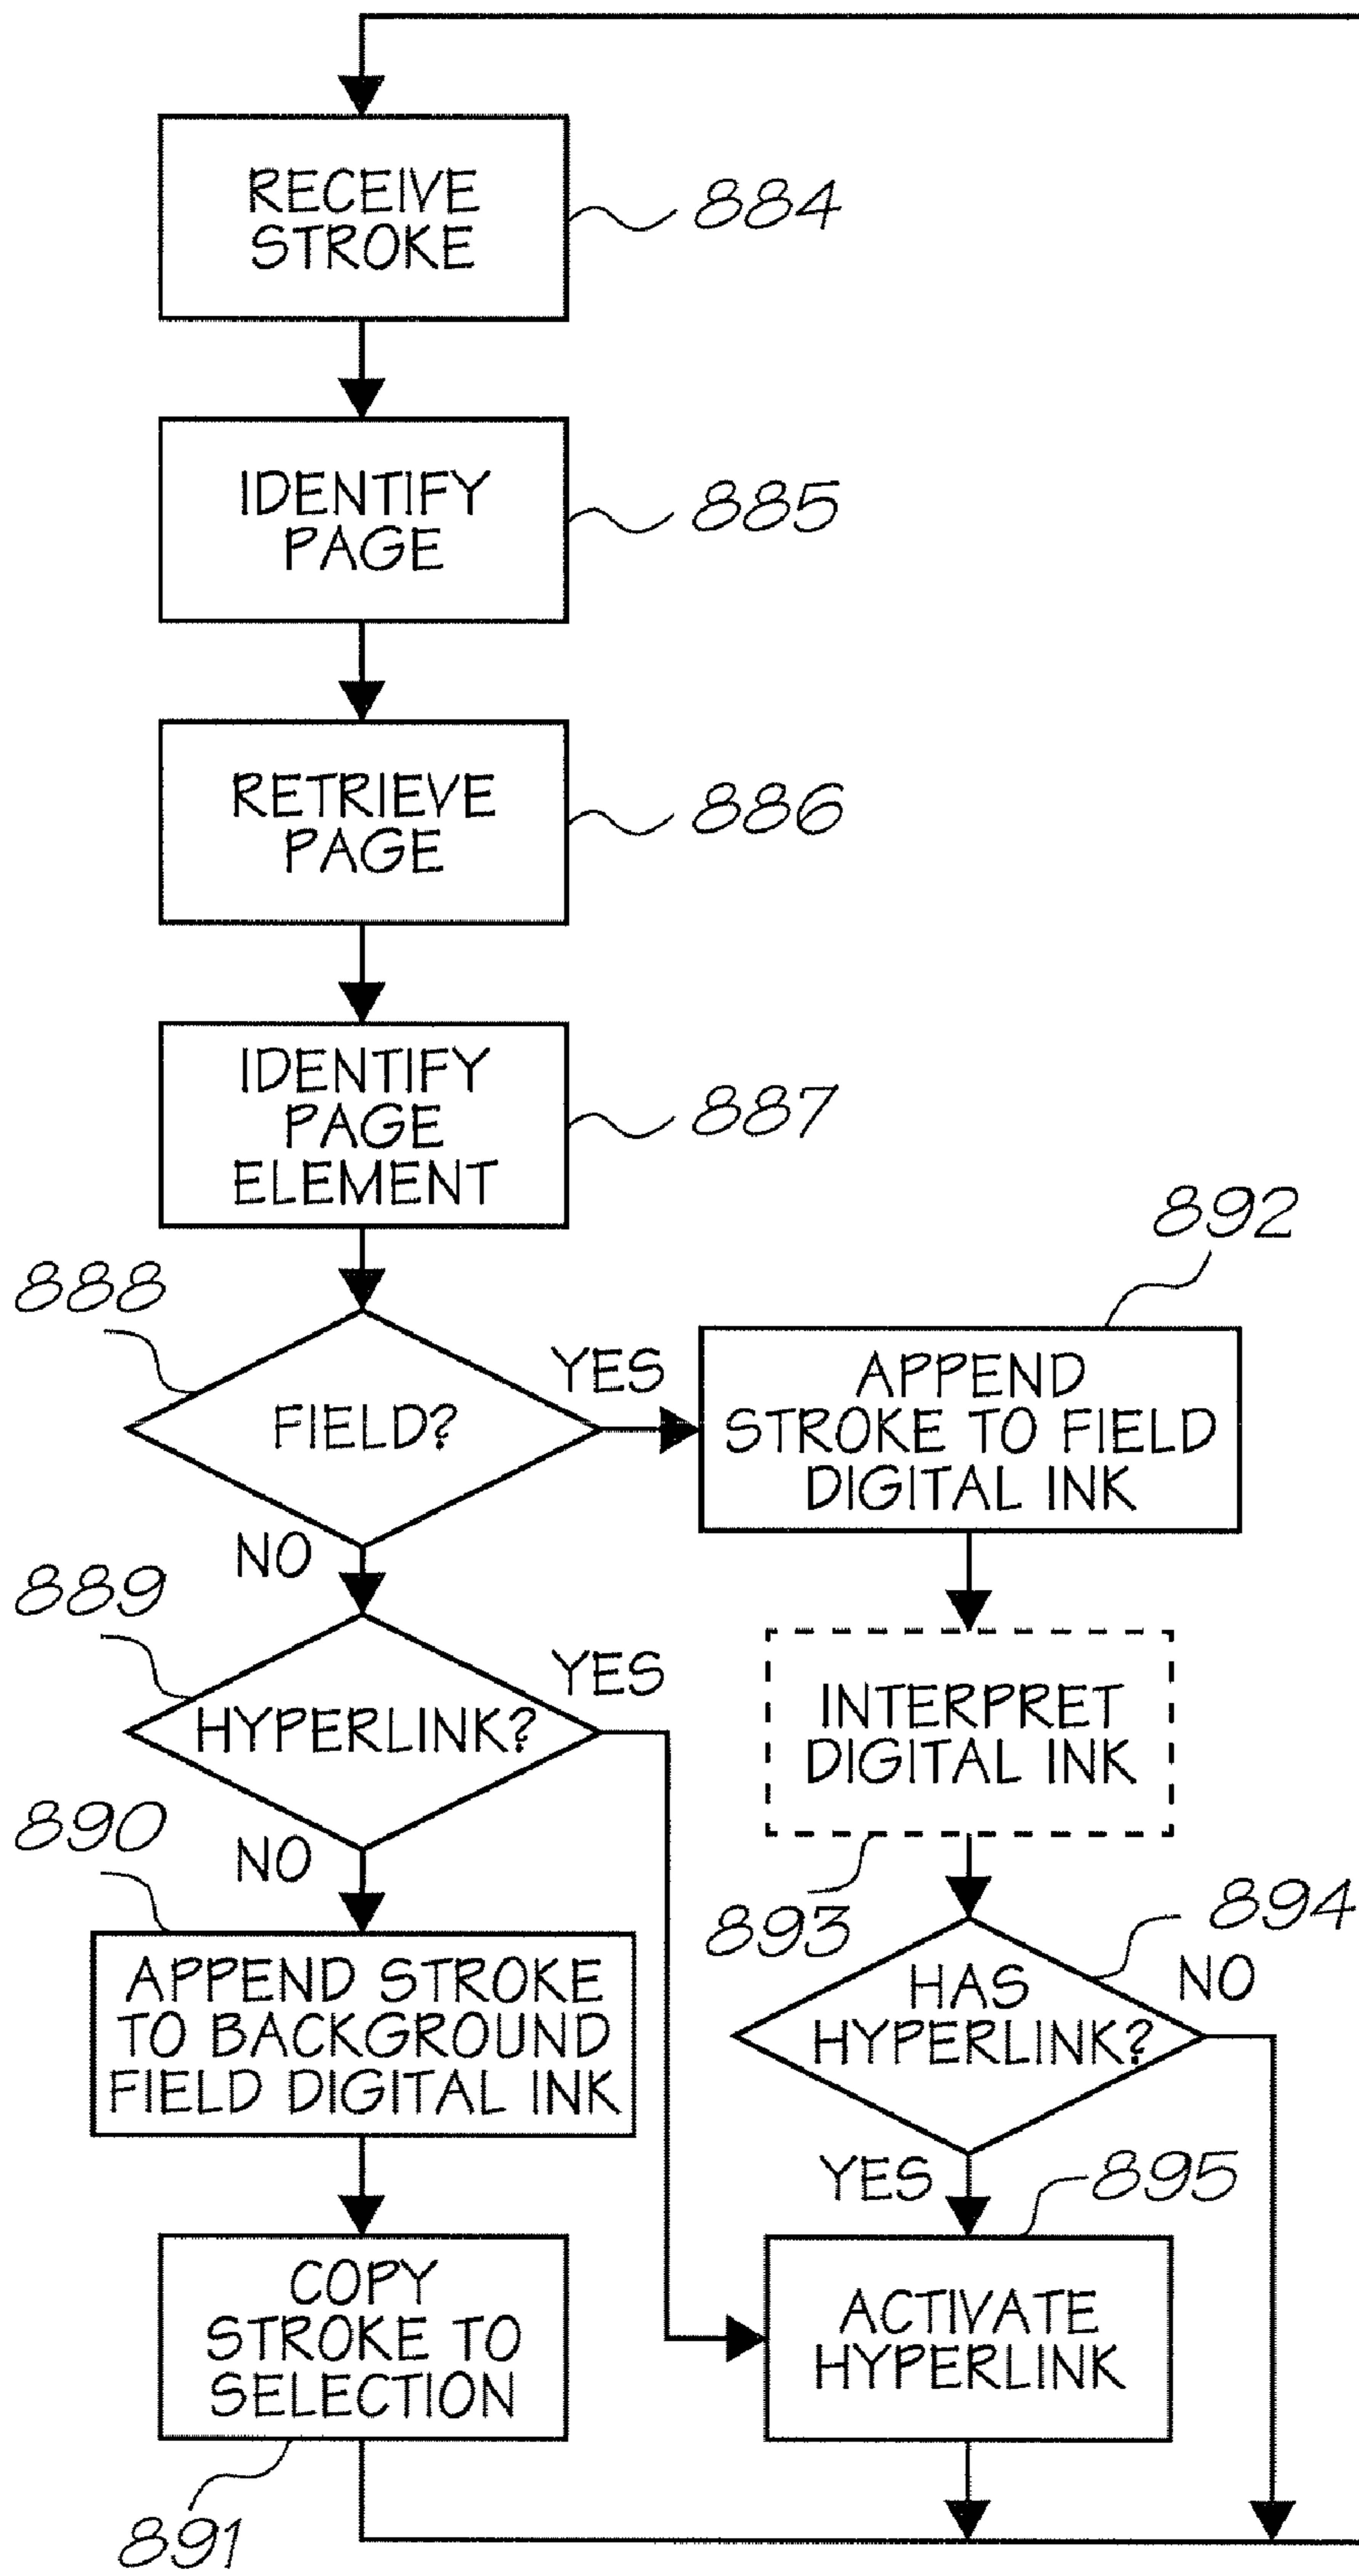 RECEIVE
STROKE
884
IDENTIFY
PAGE
885
RETRIEVE
PAGE
886
IDENTIFY
PAGE
ELEMENT
887
888
FIELD?
YES
NO
892
APPEND
STROKE TO FIELD
DIGITAL INK
889
HYPERLINK?
YES
NO
INTERPRET
DIGITAL INK
893
890
APPEND STROKE
TO BACKGROUND
FIELD DIGITAL INK
894
HAS
HYPERLINK?
NO
YES
895
COPY
STROKE TO
SELECTION
891
ACTIVATE
HYPERLINK